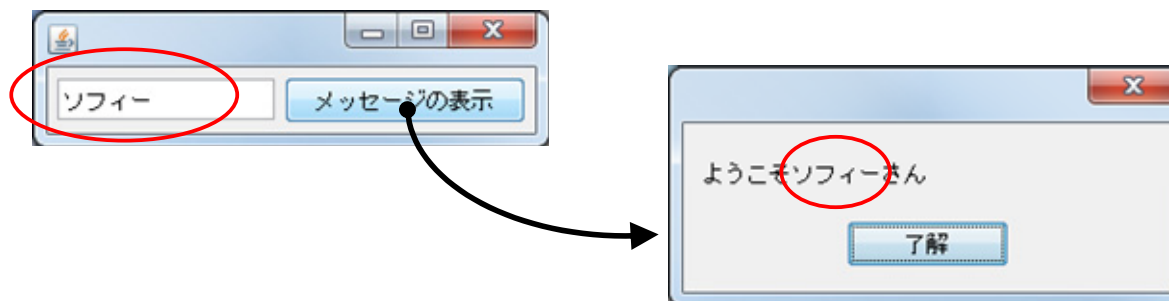 ソフィー
メッセージの表示
ようこそソフィーさん
了解